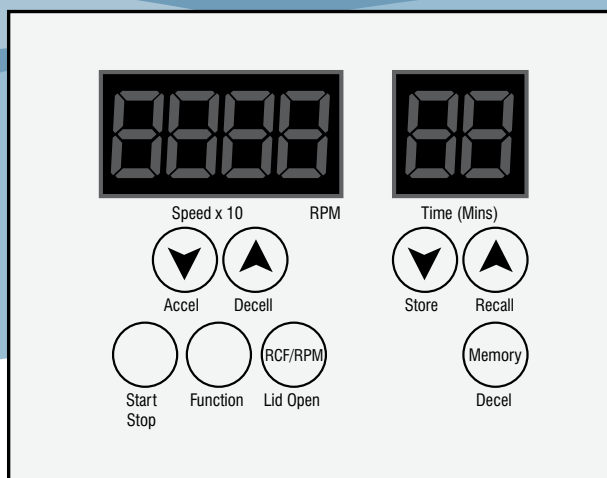 Speed x 10 RPM Time (Mins)
Accel Decell Store Recall
RCF/RPM Memory
Start Stop Function Lid Open Decel